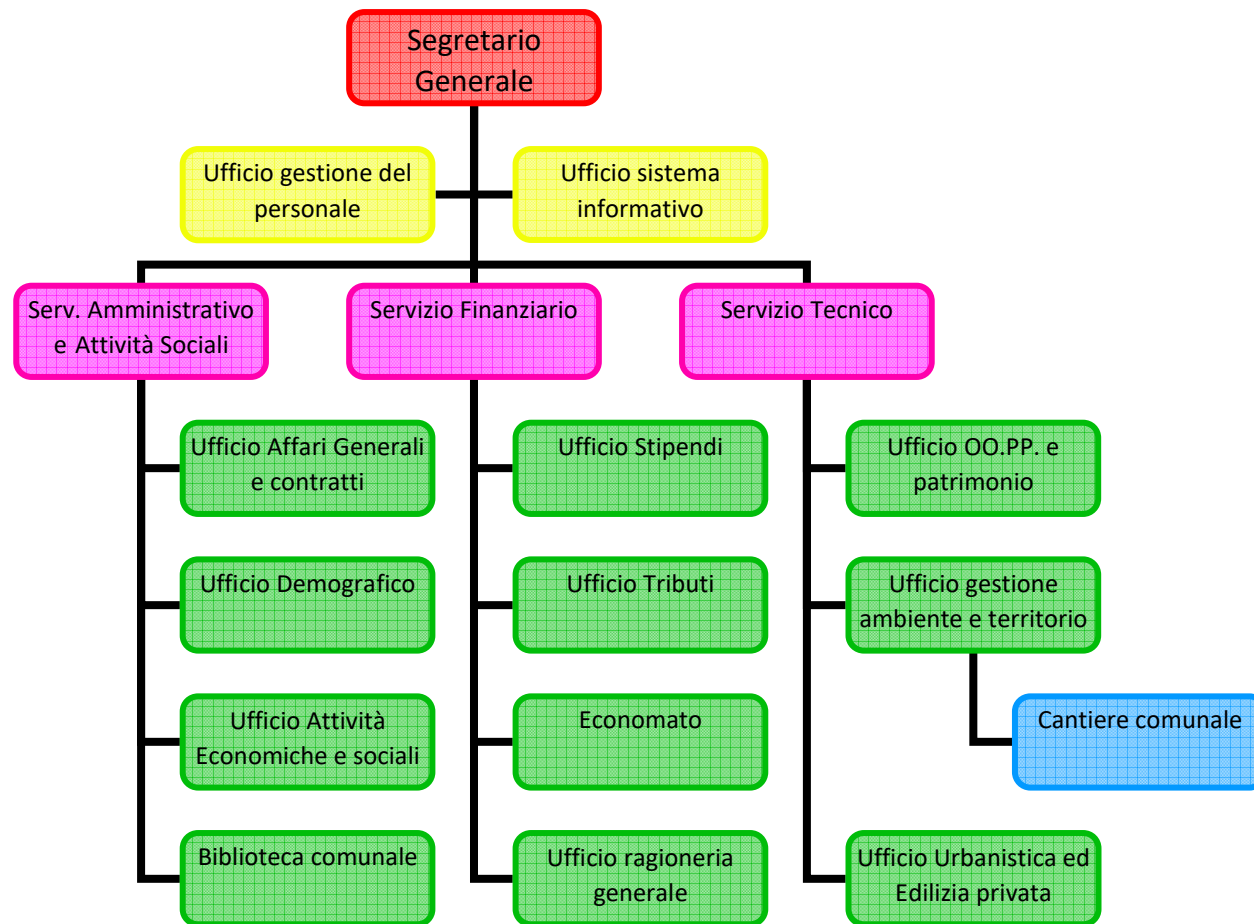 Segretario
Generale
Ufficio gestione del
personale
Ufficio sistema
informativo
Serv. Amministrativo
e Attività Sociali
Servizio Finanziario
Servizio Tecnico
Ufficio Affari Generali
e contratti
Ufficio Stipendi
Ufficio OO.PP. e
patrimonio
Ufficio Demografico
Ufficio Tributi
Ufficio gestione
ambiente e territorio
Ufficio Attività
Economiche e sociali
Economato
Cantiere comunale
Biblioteca comunale
Ufficio ragioneria
generale
Ufficio Urbanistica ed
Edilizia privata